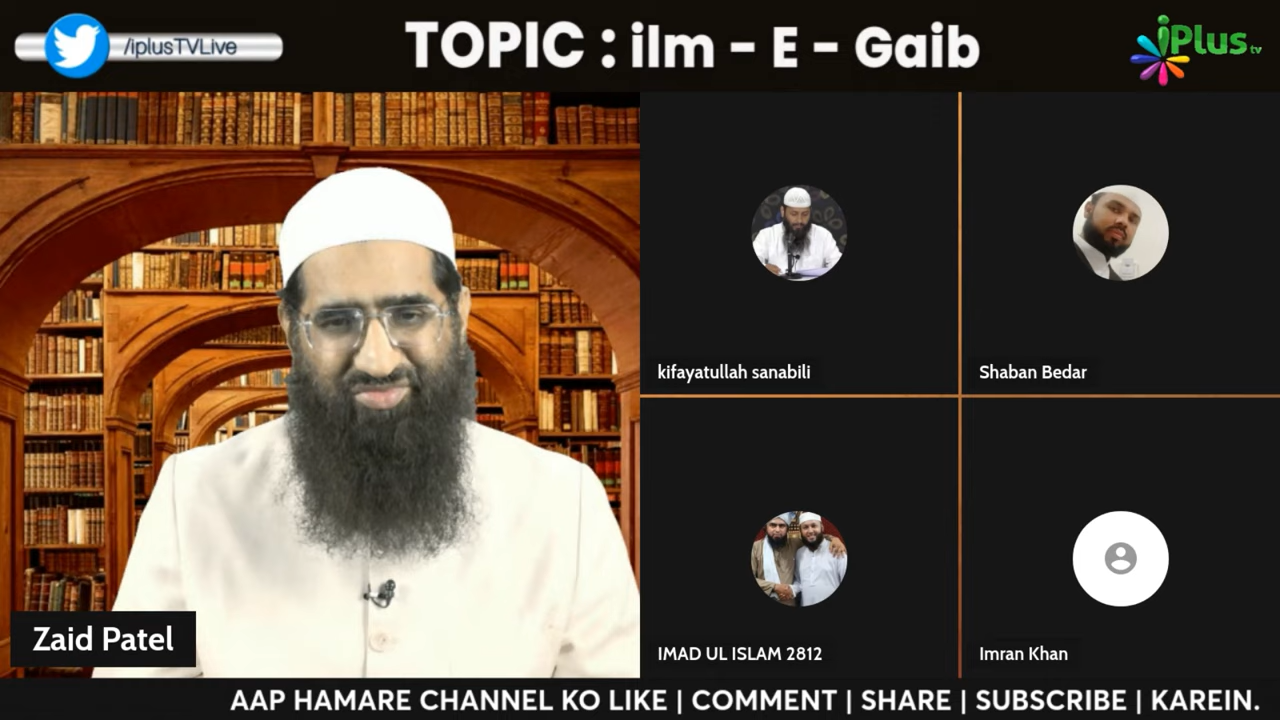 /iplusTVLive
TOPIC : ilm - E - Gaib
iPlus tv
kifayatullah sanabili
Shaban Bedar
Zaid Patel
IMAD UL ISLAM 2812
Imran Khan
AAP HAMARE CHANNEL KO LIKE | COMMENT | SHARE | SUBSCRIBE | KAREIN.